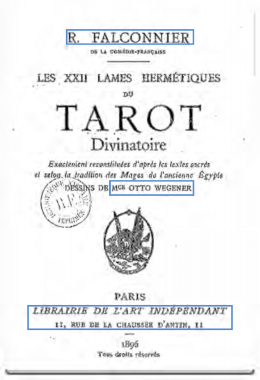 R. FALCONNIER
DE LA COMÉDIE-FRANÇAISE
LES XXII LAMES HERMÉTIQUES
DU
TAROT
Divinatoire
Exactement reconstituées d'après les textes sacrés
et selon la tradition des Mages de l'ancienne Égypte
DESSINS DE MCE OTTO WEGENER
PARIS
LIBRAIRIE DE L'ART INDÉPENDANT
11, RUE DE LA CHAUSSÉE D'ANTIN, 11
1896
Tous droits réservés